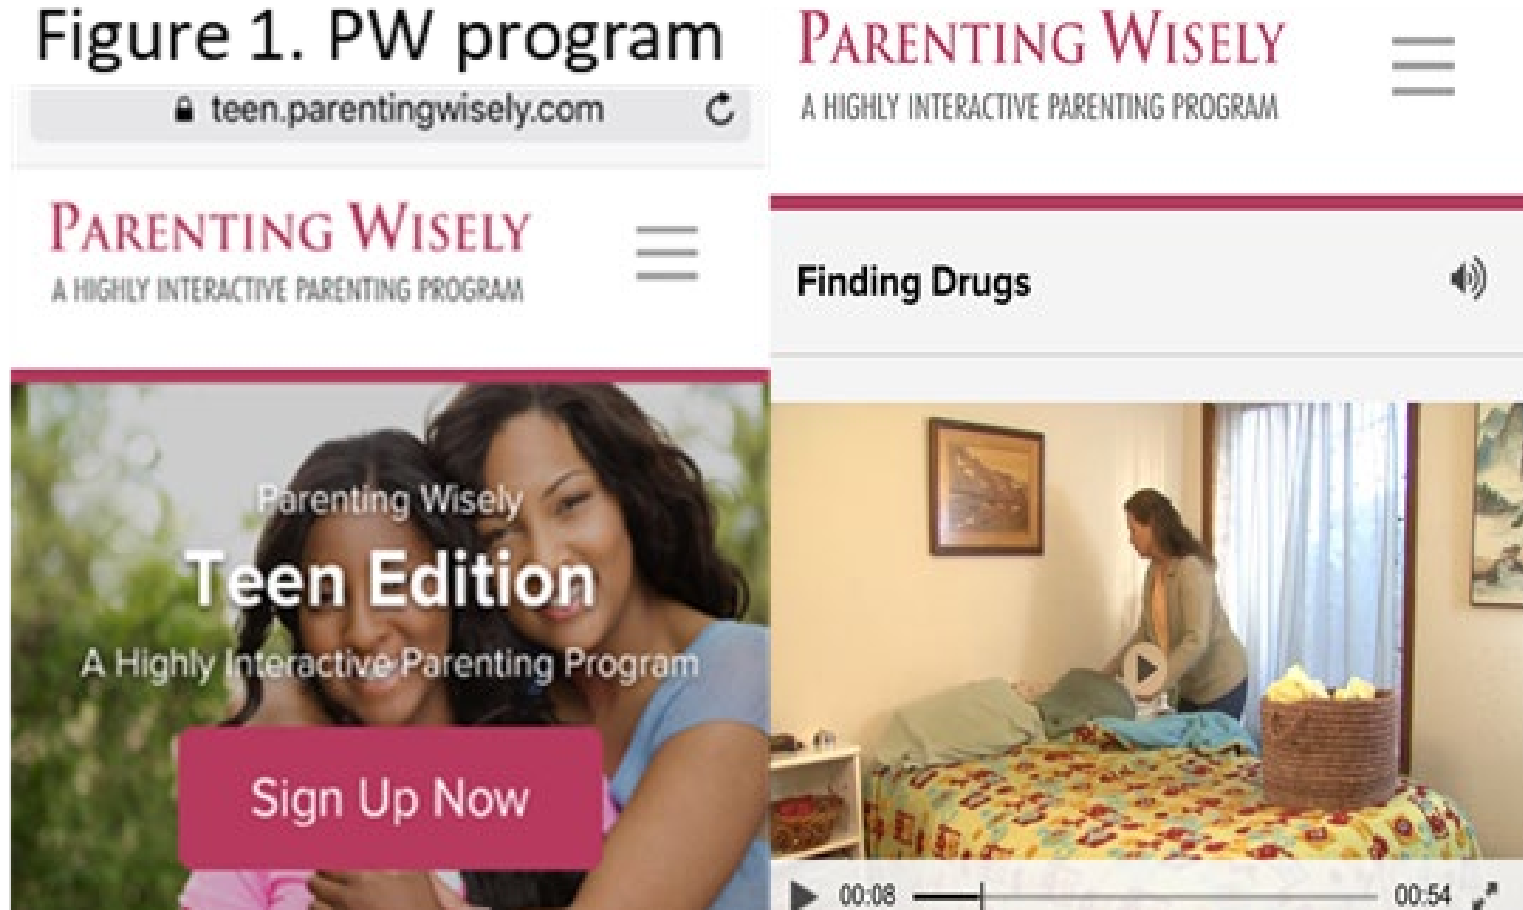 Figure 1. PW program
teen.parentingwisely.com
PARENTING WISELY
A HIGHLY INTERACTIVE PARENTING PROGRAM
Parenting Wisely
Teen Edition
A Highly Interactive Parenting Program
Sign Up Now
PARENTING WISELY
A HIGHLY INTERACTIVE PARENTING PROGRAM
Finding Drugs
00:08
00:54